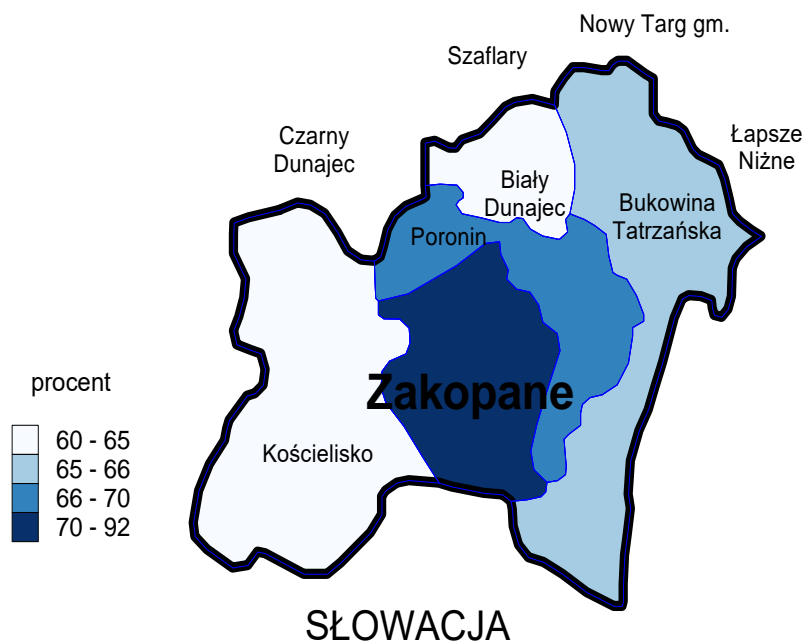 Nowy Targ gm.
Szaflary
Czarny
Dunajec
Łapsze
Niżne
Biały
Dunajec
Bukowina
Tatrzańska
Poronin
procent
Zakopane
60 - 65
65 - 66
66 - 70
70 - 92
Kościelisko
SŁOWACJA